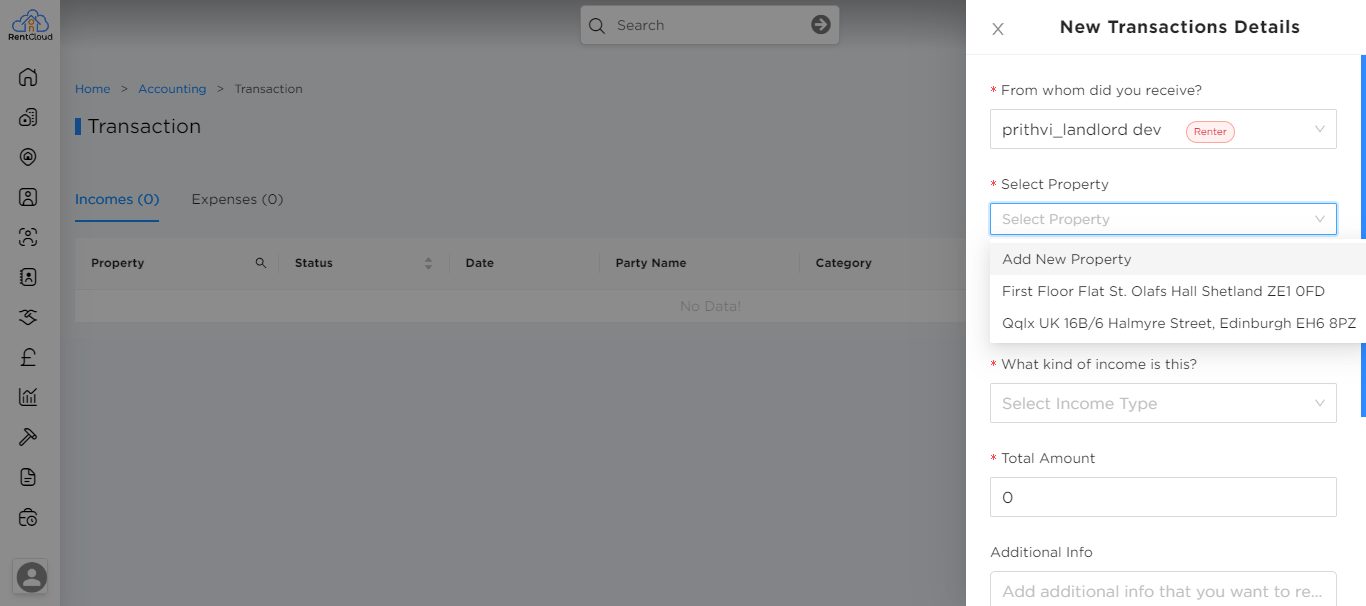 RentCloud
Search
Home > Accounting > Transaction
Transaction
Incomes (0) Expenses (0)
Property Status Date Party Name Category
No Data!
New Transactions Details
* From whom did you receive?
prithvi_landlord dev Renter
* Select Property
Select Property
Add New Property
First Floor Flat St. Olafs Hall Shetland ZE1 0FD
Qqlx UK 16B/6 Halmyre Street, Edinburgh EH6 8PZ
* What kind of income is this?
Select Income Type
* Total Amount
0
Additional Info
Add additional info that you want to re...